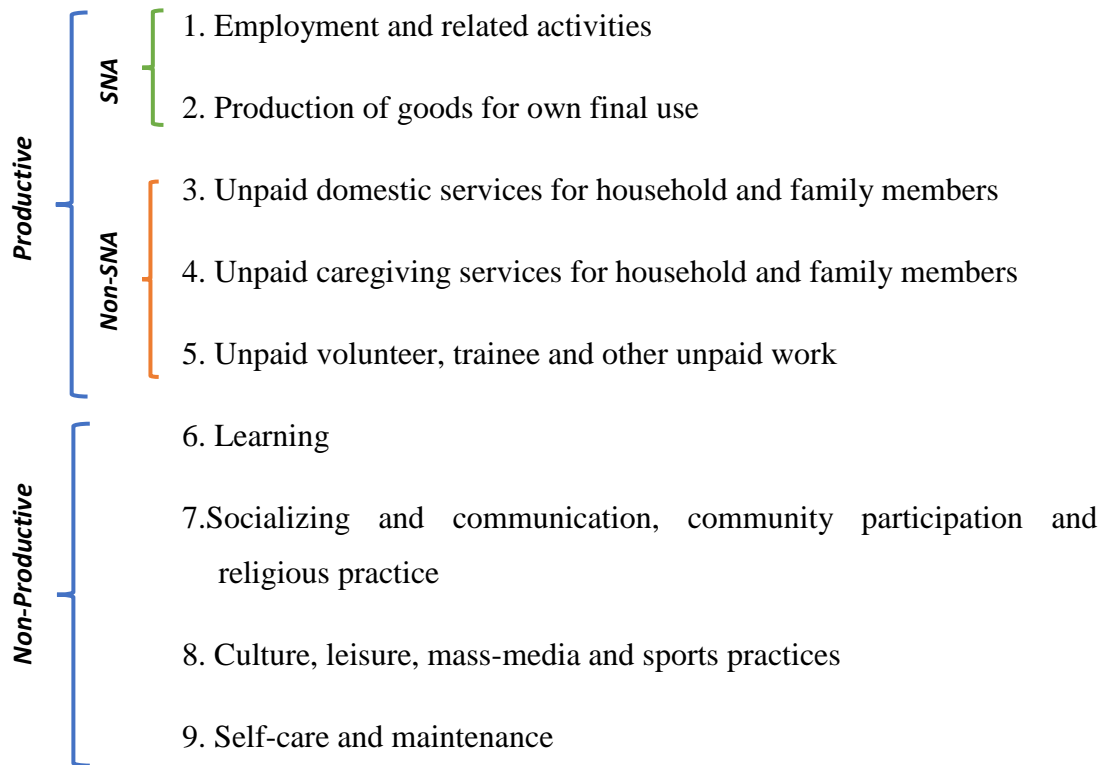 SNA
1. Employment and related activities
2. Production of goods for own final use
Productive
Non-SNA
3. Unpaid domestic services for household and family members
4. Unpaid caregiving services for household and family members
5. Unpaid volunteer, trainee and other unpaid work
Non-Productive
6. Learning
7.Socializing and communication, community participation and
religious practice
8. Culture, leisure, mass-media and sports practices
9. Self-care and maintenance